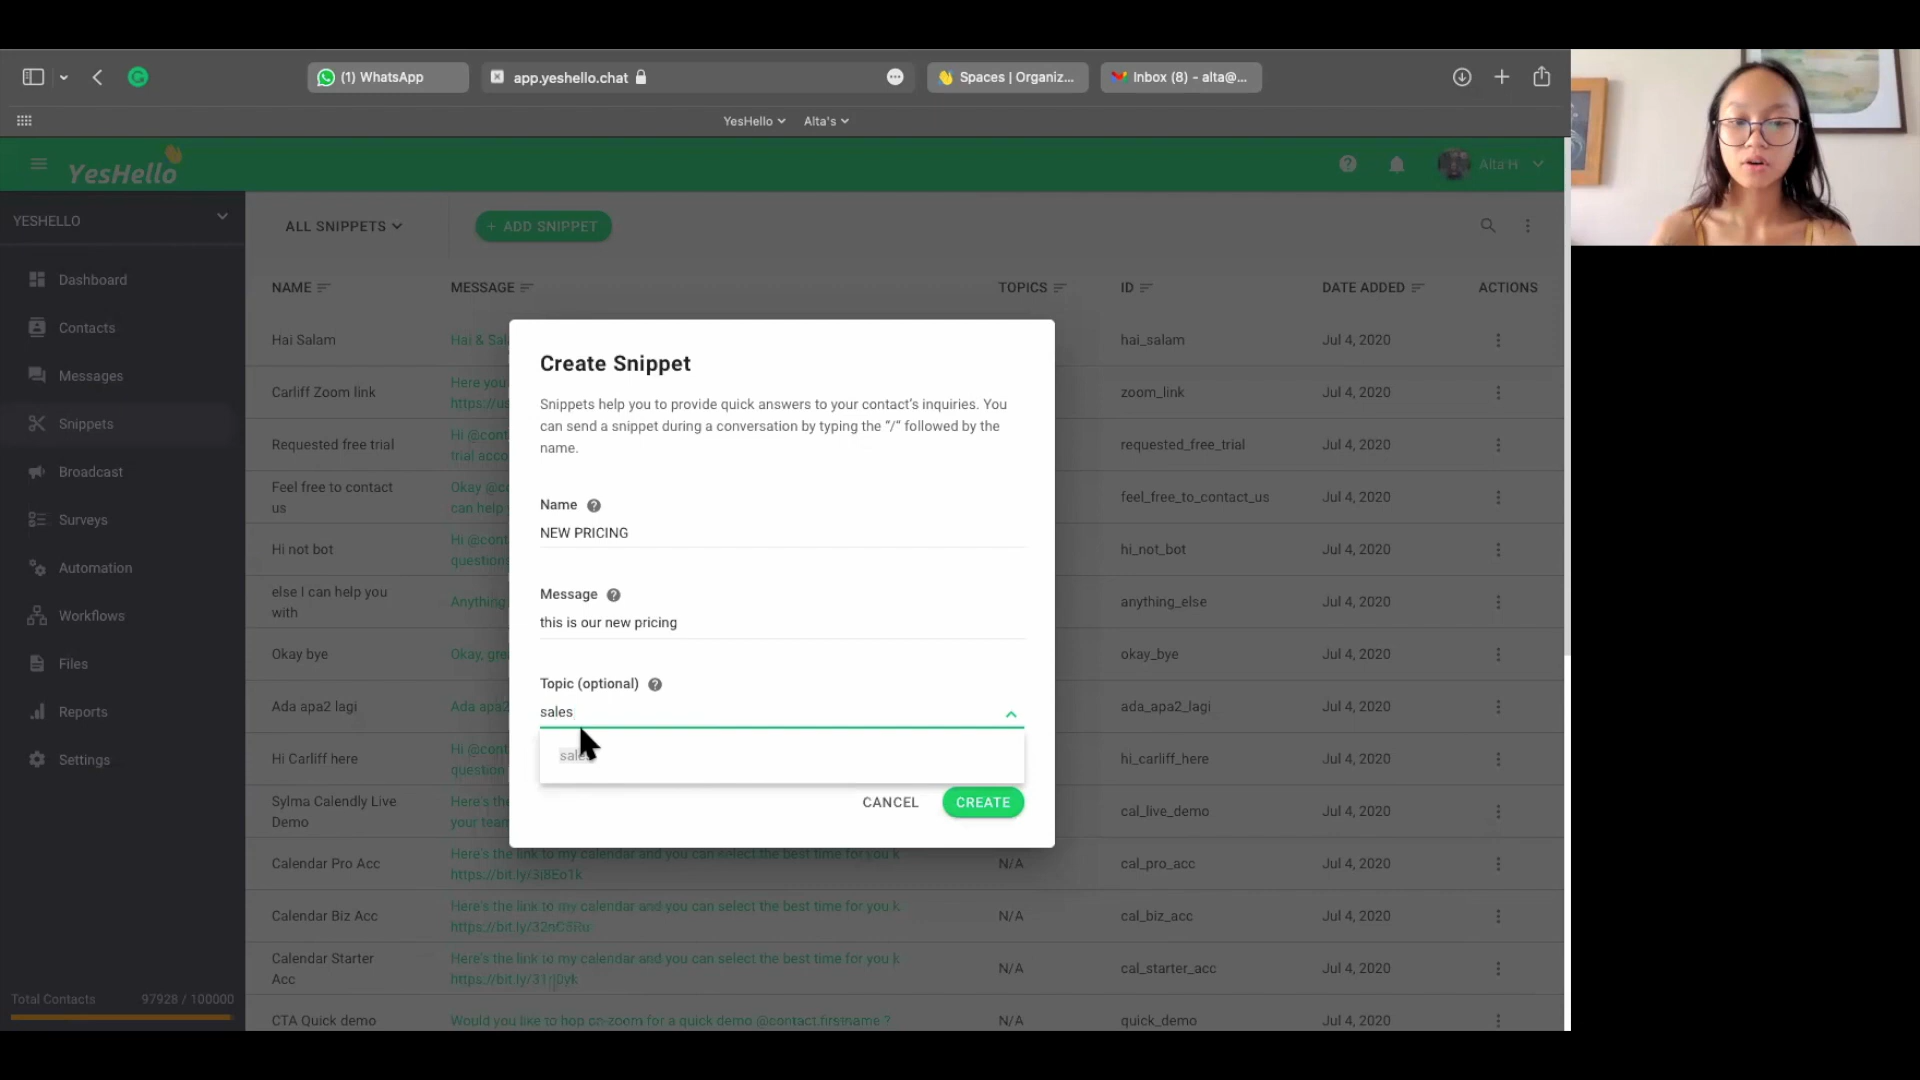 (1) WhatsApp
app.yeshello.chat
Spaces | Organiz...
Inbox (8) - alta@...
YesHello
Alta's
YesHello
Alta H
YESHELLO
ALL SNIPPETS
+ ADD SNIPPET
Dashboard
Contacts
Messages
Snippets
Broadcast
Surveys
Automation
Workflows
Files
Reports
Settings
Total Contacts 97928 / 100000
NAME MESSAGE TOPICS ID DATE ADDED ACTIONS
Hai Salam Hai & Sal hai_salam Jul 4, 2020
Carliff Zoom link Here you zoom_link Jul 4, 2020
https://us
Requested free trial Hi @cont requested_free_trial Jul 4, 2020
trial acco
Feel free to contact Okay @co feel_free_to_contact_us Jul 4, 2020
us can help
Hi not bot Hi @cont hi_not_bot Jul 4, 2020
question
else I can help you Anything anything_else Jul 4, 2020
with
Okay bye Okay, gre okay_bye Jul 4, 2020
Ada apa2 lagi Ada apa2 ada_apa2_lagi Jul 4, 2020
Hi Carliff here Hi @cont hi_carliff_here Jul 4, 2020
question
Sylma Calendly Live Here's the cal_live_demo Jul 4, 2020
Demo your team
Calendar Pro Acc Here's the link to my calendar and you can select the best time for you k N/A cal_pro_acc Jul 4, 2020
https://bit.ly/3i8Eo1k
Calendar Biz Acc Here's the link to my calendar and you can select the best time for you k N/A cal_biz_acc Jul 4, 2020
Calendar Starter Here's the link to my calendar and you can select the best time for you k N/A cal_starter_acc Jul 4, 2020
Acc
CTA Quick demo Would you like to hop on zoom for a quick demo @contact.firstname ? N/A quick_demo Jul 4, 2020
Create Snippet
Snippets help you to provide quick answers to your contact's inquiries. You
can send a snippet during a conversation by typing the "/" followed by the
name.
Name
NEW PRICING
Message
this is our new pricing
Topic (optional)
sales
CANCEL CREATE